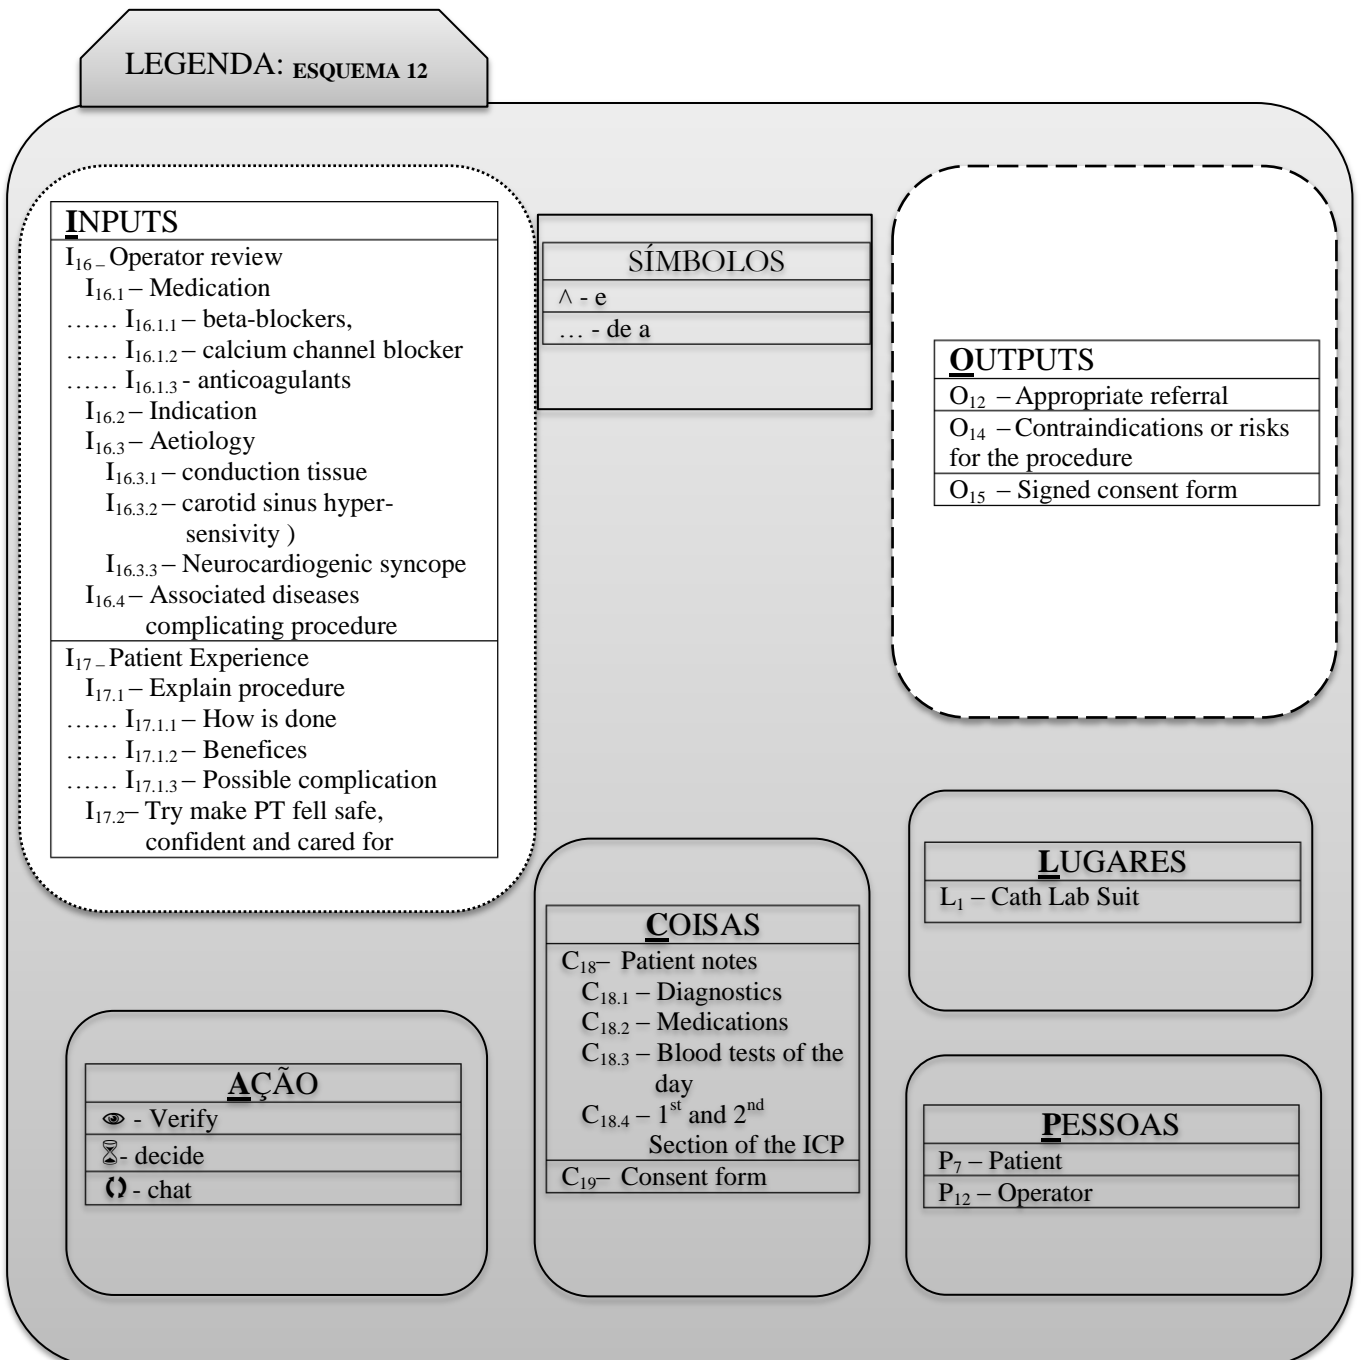 LEGENDA: ESQUEMA 12
INPUTS
I16 – Operator review
I16.1 – Medication
…… I16.1.1 – beta-blockers,
…… I16.1.2 – calcium channel blocker
…… I16.1.3 - anticoagulants
I16.2 – Indication
I16.3 – Aetiology
I16.3.1 – conduction tissue
I16.3.2 – carotid sinus hyper-
sensivity )
I16.3.3 – Neurocardiogenic syncope
I16.4 – Associated diseases
complicating procedure
I17 – Patient Experience
I17.1 – Explain procedure
…… I17.1.1 – How is done
…… I17.1.2 – Benefices
…… I17.1.3 – Possible complication
I17.2– Try make PT fell safe,
confident and cared for
SÍMBOLOS
^ - e
… - de a
OUTPUTS
O12 – Appropriate referral
O14 – Contraindications or risks
for the procedure
O15 – Signed consent form
LUGARES
L1 – Cath Lab Suit
COISAS
C18– Patient notes
C18.1 – Diagnostics
C18.2 – Medications
C18.3 – Blood tests of the
day
C18.4 – 1st and 2nd
Section of the ICP
C19– Consent form
AÇÃO
👁 - Verify
⌛- decide
🗘 - chat
PESSOAS
P7 – Patient
P12 – Operator